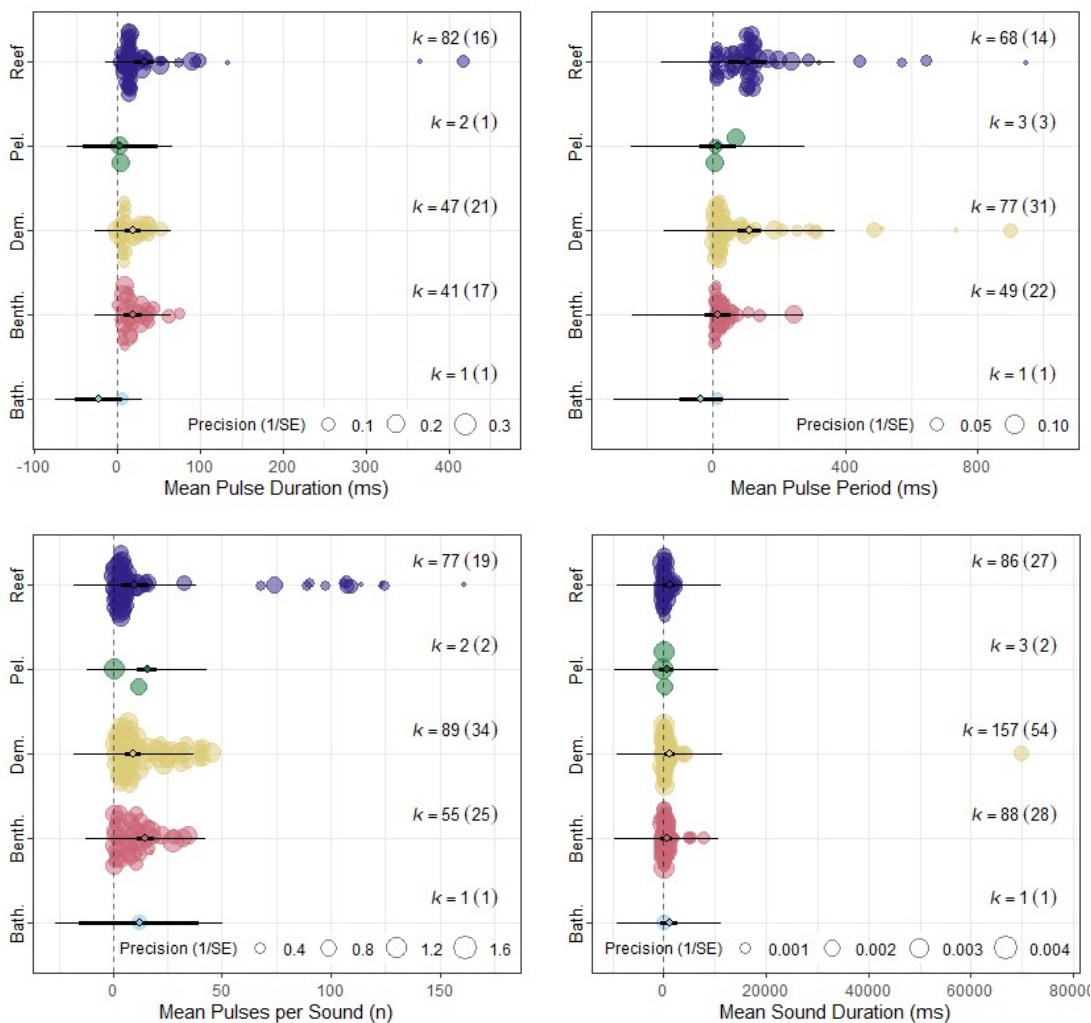 Reef
k = 82 (16)
Pel.
k = 2 (1)
Dem.
k = 47 (21)
Benth.
k = 41 (17)
Bath.
k = 1 (1)
Precision (1/SE) 0.1 0.2 0.3
-100 0 100 200 300 400
Mean Pulse Duration (ms)
Reef
k = 68 (14)
Pel.
k = 3 (3)
Dem.
k = 77 (31)
Benth.
k = 49 (22)
Bath.
k = 1 (1)
Precision (1/SE) 0.05 0.10
0 400 800
Mean Pulse Period (ms)
Reef
k = 77 (19)
Pel.
k = 2 (2)
Dem.
k = 89 (34)
Benth.
k = 55 (25)
Bath.
k = 1 (1)
Precision (1/SE) 0.4 0.8 1.2 1.6
0 50 100 150
Mean Pulses per Sound (n)
Reef
k = 86 (27)
Pel.
k = 3 (2)
Dem.
k = 157 (54)
Benth.
k = 88 (28)
Bath.
k = 1 (1)
Precision (1/SE) 0.001 0.002 0.003 0.004
0 20000 40000 60000 80000
Mean Sound Duration (ms)